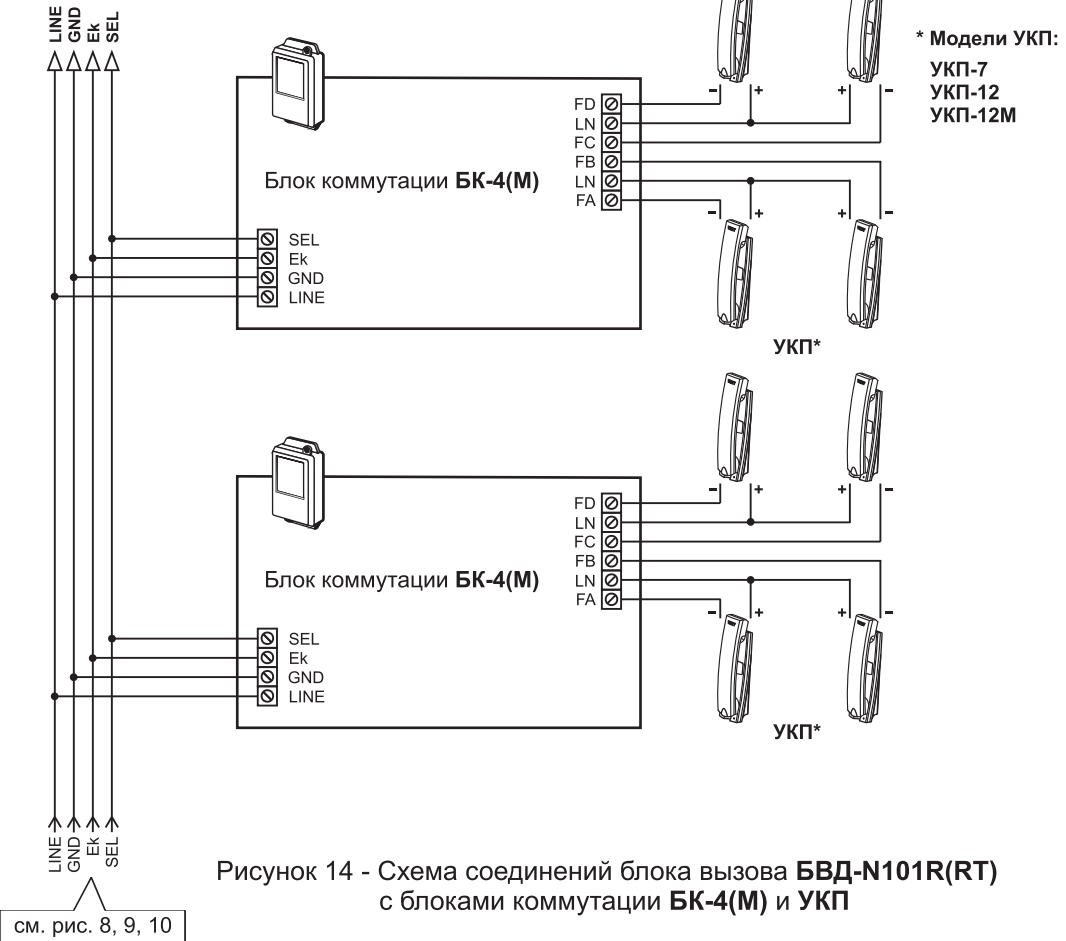 LINE
GND
Ek
SEL
* Модели УКП:
УКП-7
УКП-12
УКП-12М
- + + -
FD
LN
FC
FB
LN
FA
Блок коммутации БК-4(М)
- + + -
SEL
Ek
GND
LINE
УКП*
- + + -
FD
LN
FC
FB
LN
FA
Блок коммутации БК-4(М)
- + + -
SEL
Ek
GND
LINE
УКП*
LINE
GND
Ek
SEL
см. рис. 8, 9, 10
Рисунок 14 - Схема соединений блока вызова БВД-N101R(RT)
с блоками коммутации БК-4(М) и УКП